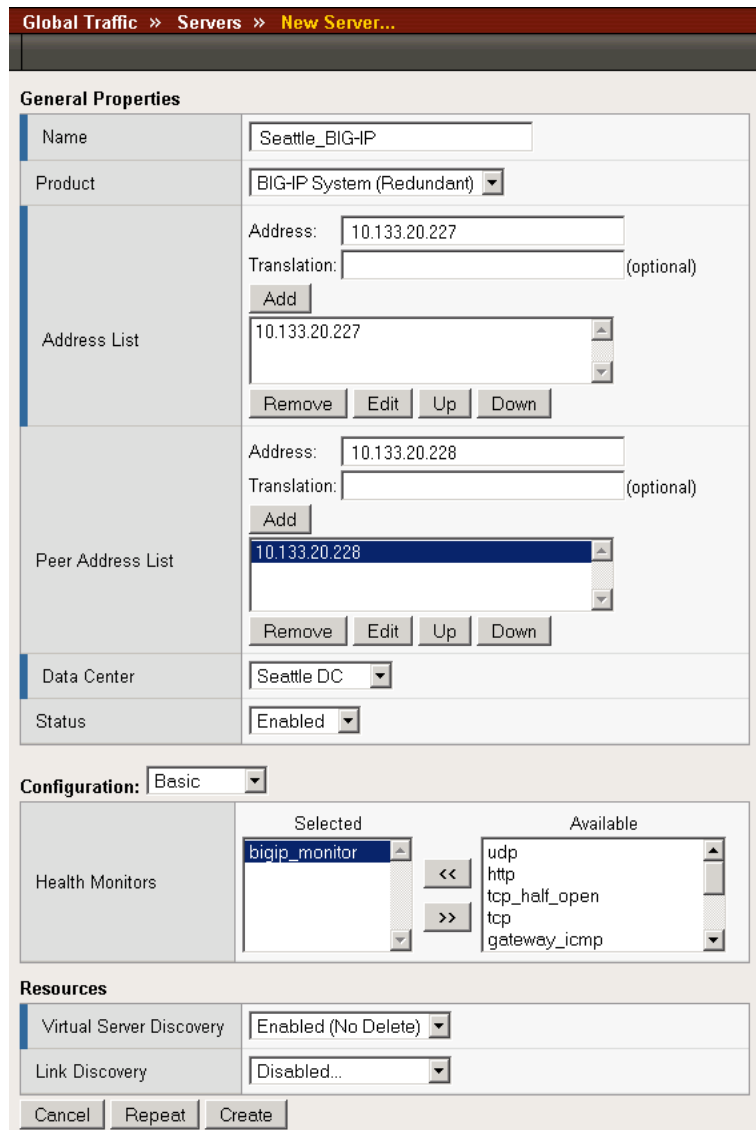 Global Traffic » Servers » New Server...
General Properties
Name Seattle_BIG-IP
Product BIG-IP System (Redundant)
Address List
Address: 10.133.20.227
Translation: (optional)
Add
10.133.20.227
Remove Edit Up Down
Peer Address List
Address: 10.133.20.228
Translation: (optional)
Add
10.133.20.228
Remove Edit Up Down
Data Center Seattle DC
Status Enabled
Configuration: Basic
Health Monitors
Selected Available
bigip_monitor
<< >>
udp
http
tcp_half_open
tcp
gateway_icmp
Resources
Virtual Server Discovery Enabled (No Delete)
Link Discovery Disabled...
Cancel Repeat Create